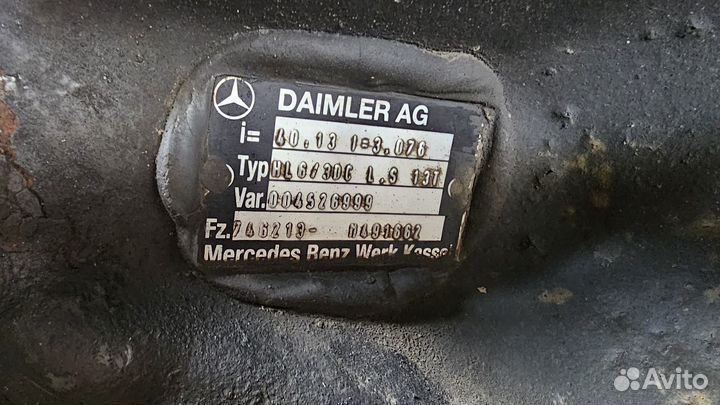 DAIMLER AG
i= 40.13 I=3.076
Typ HL6/3DC L.S 13T
Var. 004526999
Fz. 746213- M491662
Mercedes Benz Werk Kassel
Avito